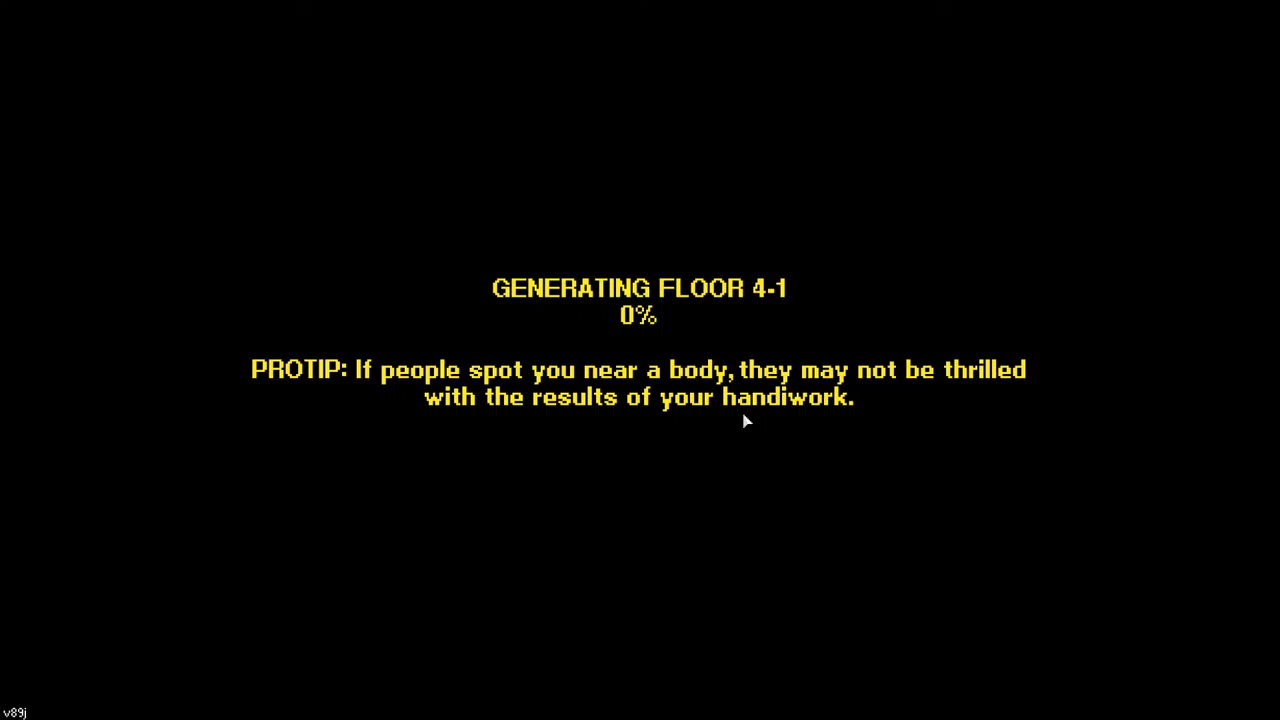 GENERATING FLOOR 4-1
0%
PROTIP: If people spot you near a body, they may not be thrilled
with the results of your handiwork.
v89j